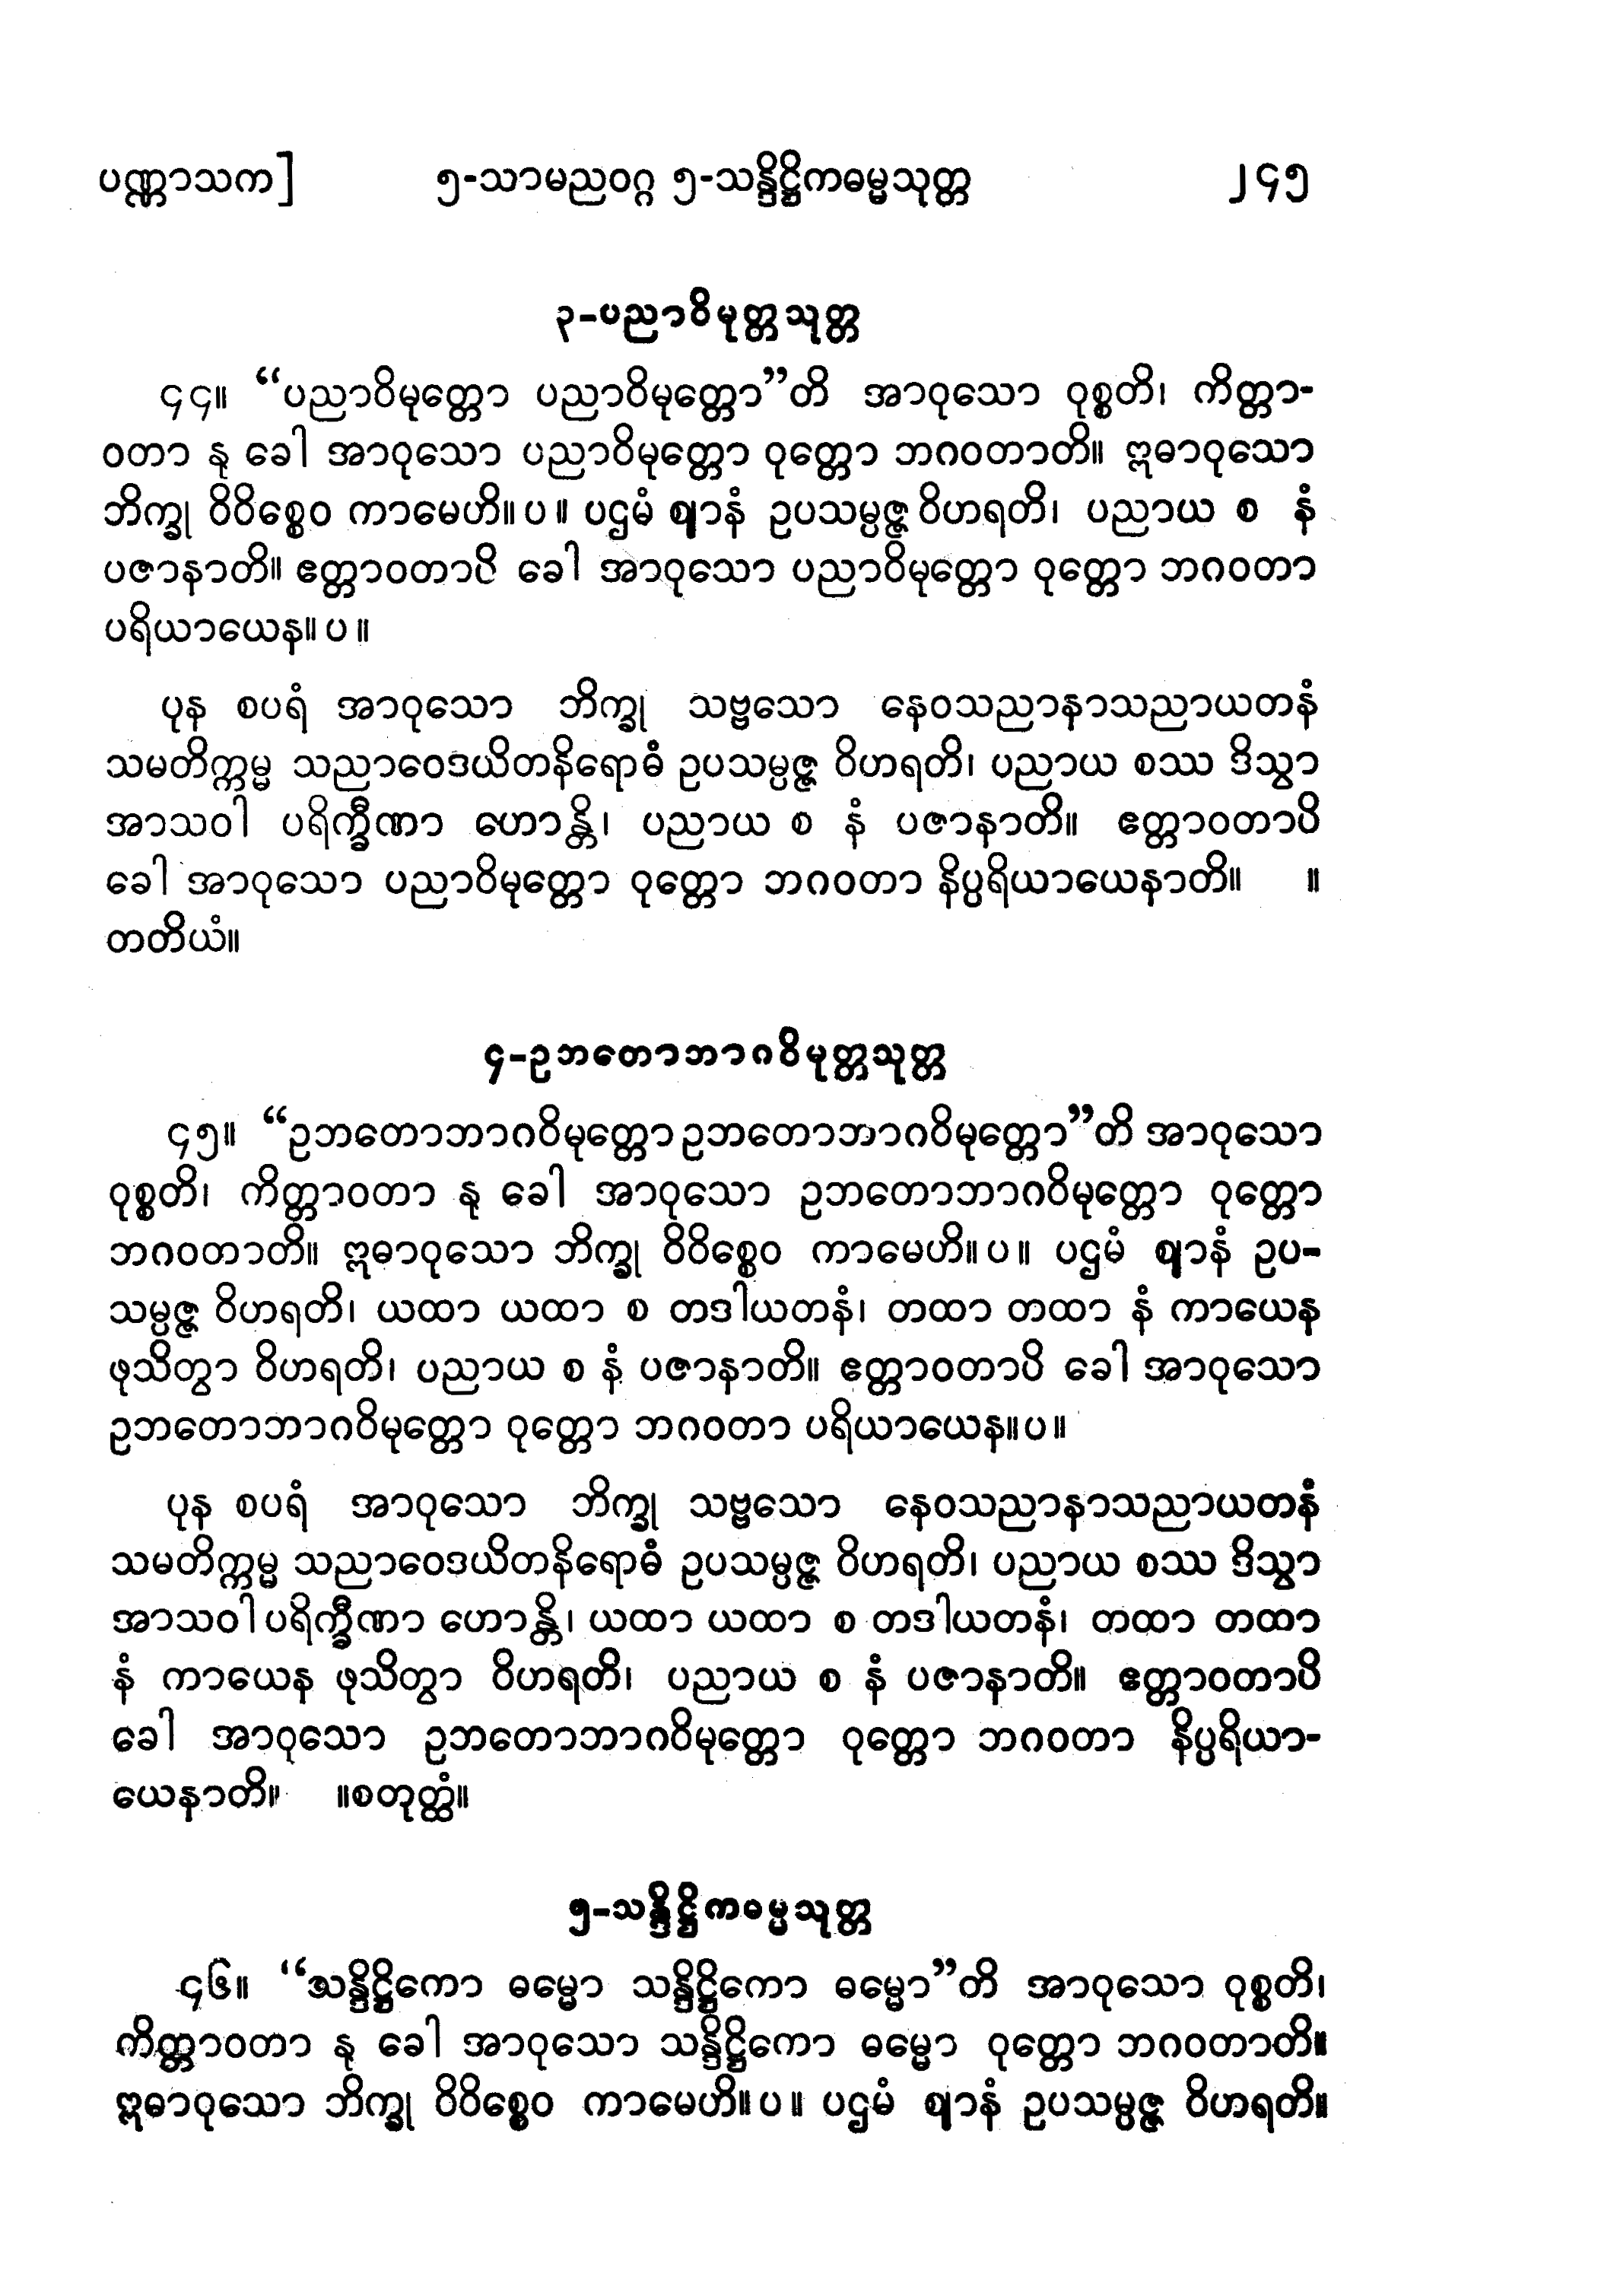 ပဏ္ဏာသက]	၅-သာမညဝဂ္ဂ ၅-သန္ဒိဋ္ဌိကဓမ္မသုတ္တ	၂၄၅
၃-ပညာဝိမုတ္တသုတ္တ
၄၄။ “ပညာဝိမုတ္တော ပညာဝိမုတ္တော”တိ အာဝုသော ဝုစ္စတိ၊ ကိတ္တာ-
ဝတာ နု ခေါ အာဝုသော ပညာဝိမုတ္တော ဝုတ္တော ဘဂဝတာတိ။ ဣဓာဝုသော
ဘိက္ခု ဝိဝိစ္စေဝ ကာမေဟိ။ပ။ ပဌမံ ဈာနံ ဥပသမ္ပဇ္ဇ ဝိဟရတိ၊ ပညာယ စ နံ
ပဇာနာတိ။ ဧတ္တာဝတာပိ ခေါ အာဝုသော ပညာဝိမုတ္တော ဝုတ္တော ဘဂဝတာ
ပရိယာယေန။ပ။
ပုန စပရံ အာဝုသော ဘိက္ခု သဗ္ဗသော နေဝသညာနာသညာယတနံ
သမတိက္ကမ္မ သညာဝေဒယိတနိရောဓံ ဥပသမ္ပဇ္ဇ ဝိဟရတိ၊ ပညာယ စဿ ဒိသွာ
အာသဝါ ပရိက္ခီဏာ ဟောန္တိ၊ ပညာယ စ နံ ပဇာနာတိ။ ဧတ္တာဝတာပိ
ခေါ အာဝုသော ပညာဝိမုတ္တော ဝုတ္တော ဘဂဝတာ နိပ္ပရိယာယေနာတိ။ ။
တတိယံ။
၄-ဥဘတောဘာဂဝိမုတ္တသုတ္တ
၄၅။ “ဥဘတောဘာဂဝိမုတ္တော ဥဘတောဘာဂဝိမုတ္တော”တိ အာဝုသော
ဝုစ္စတိ၊ ကိတ္တာဝတာ နု ခေါ အာဝုသော ဥဘတောဘာဂဝိမုတ္တော ဝုတ္တော
ဘဂဝတာတိ။ ဣဓာဝုသော ဘိက္ခု ဝိဝိစ္စေဝ ကာမေဟိ။ပ။ ပဌမံ ဈာနံ ဥပ-
သမ္ပဇ္ဇ ဝိဟရတိ၊ ယထာ ယထာ စ တဒါယတနံ၊ တထာ တထာ နံ ကာယေန
ဖုသိတွာ ဝိဟရတိ၊ ပညာယ စ နံ ပဇာနာတိ။ ဧတ္တာဝတာပိ ခေါ အာဝုသော
ဥဘတောဘာဂဝိမုတ္တော ဝုတ္တော ဘဂဝတာ ပရိယာယေန။ပ။
ပုန စပရံ အာဝုသော ဘိက္ခု သဗ္ဗသော နေဝသညာနာသညာယတနံ
သမတိက္ကမ္မ သညာဝေဒယိတနိရောဓံ ဥပသမ္ပဇ္ဇ ဝိဟရတိ၊ ပညာယ စဿ ဒိသွာ
အာသဝါ ပရိက္ခီဏာ ဟောန္တိ၊ ယထာ ယထာ စ တဒါယတနံ၊ တထာ တထာ
နံ ကာယေန ဖုသိတွာ ဝိဟရတိ၊ ပညာယ စ နံ ပဇာနာတိ။ ဧတ္တာဝတာပိ
ခေါ အာဝုသော ဥဘတောဘာဂဝိမုတ္တော ဝုတ္တော ဘဂဝတာ နိပ္ပရိယာ-
ယေနာတိ။ ။စတုတ္ထံ။
၅-သန္ဒိဋ္ဌိကဓမ္မသုတ္တ
၄၆။ “သန္ဒိဋ္ဌိကော ဓမ္မော သန္ဒိဋ္ဌိကော ဓမ္မော”တိ အာဝုသော ဝုစ္စတိ၊
ကိတ္တာဝတာ နု ခေါ အာဝုသော သန္ဒိဋ္ဌိကော ဓမ္မော ဝုတ္တော ဘဂဝတာတိ။
ဣဓာဝုသော ဘိက္ခု ဝိဝိစ္စေဝ ကာမေဟိ။ပ။ ပဌမံ ဈာနံ ဥပသမ္ပဇ္ဇ ဝိဟရတိ။